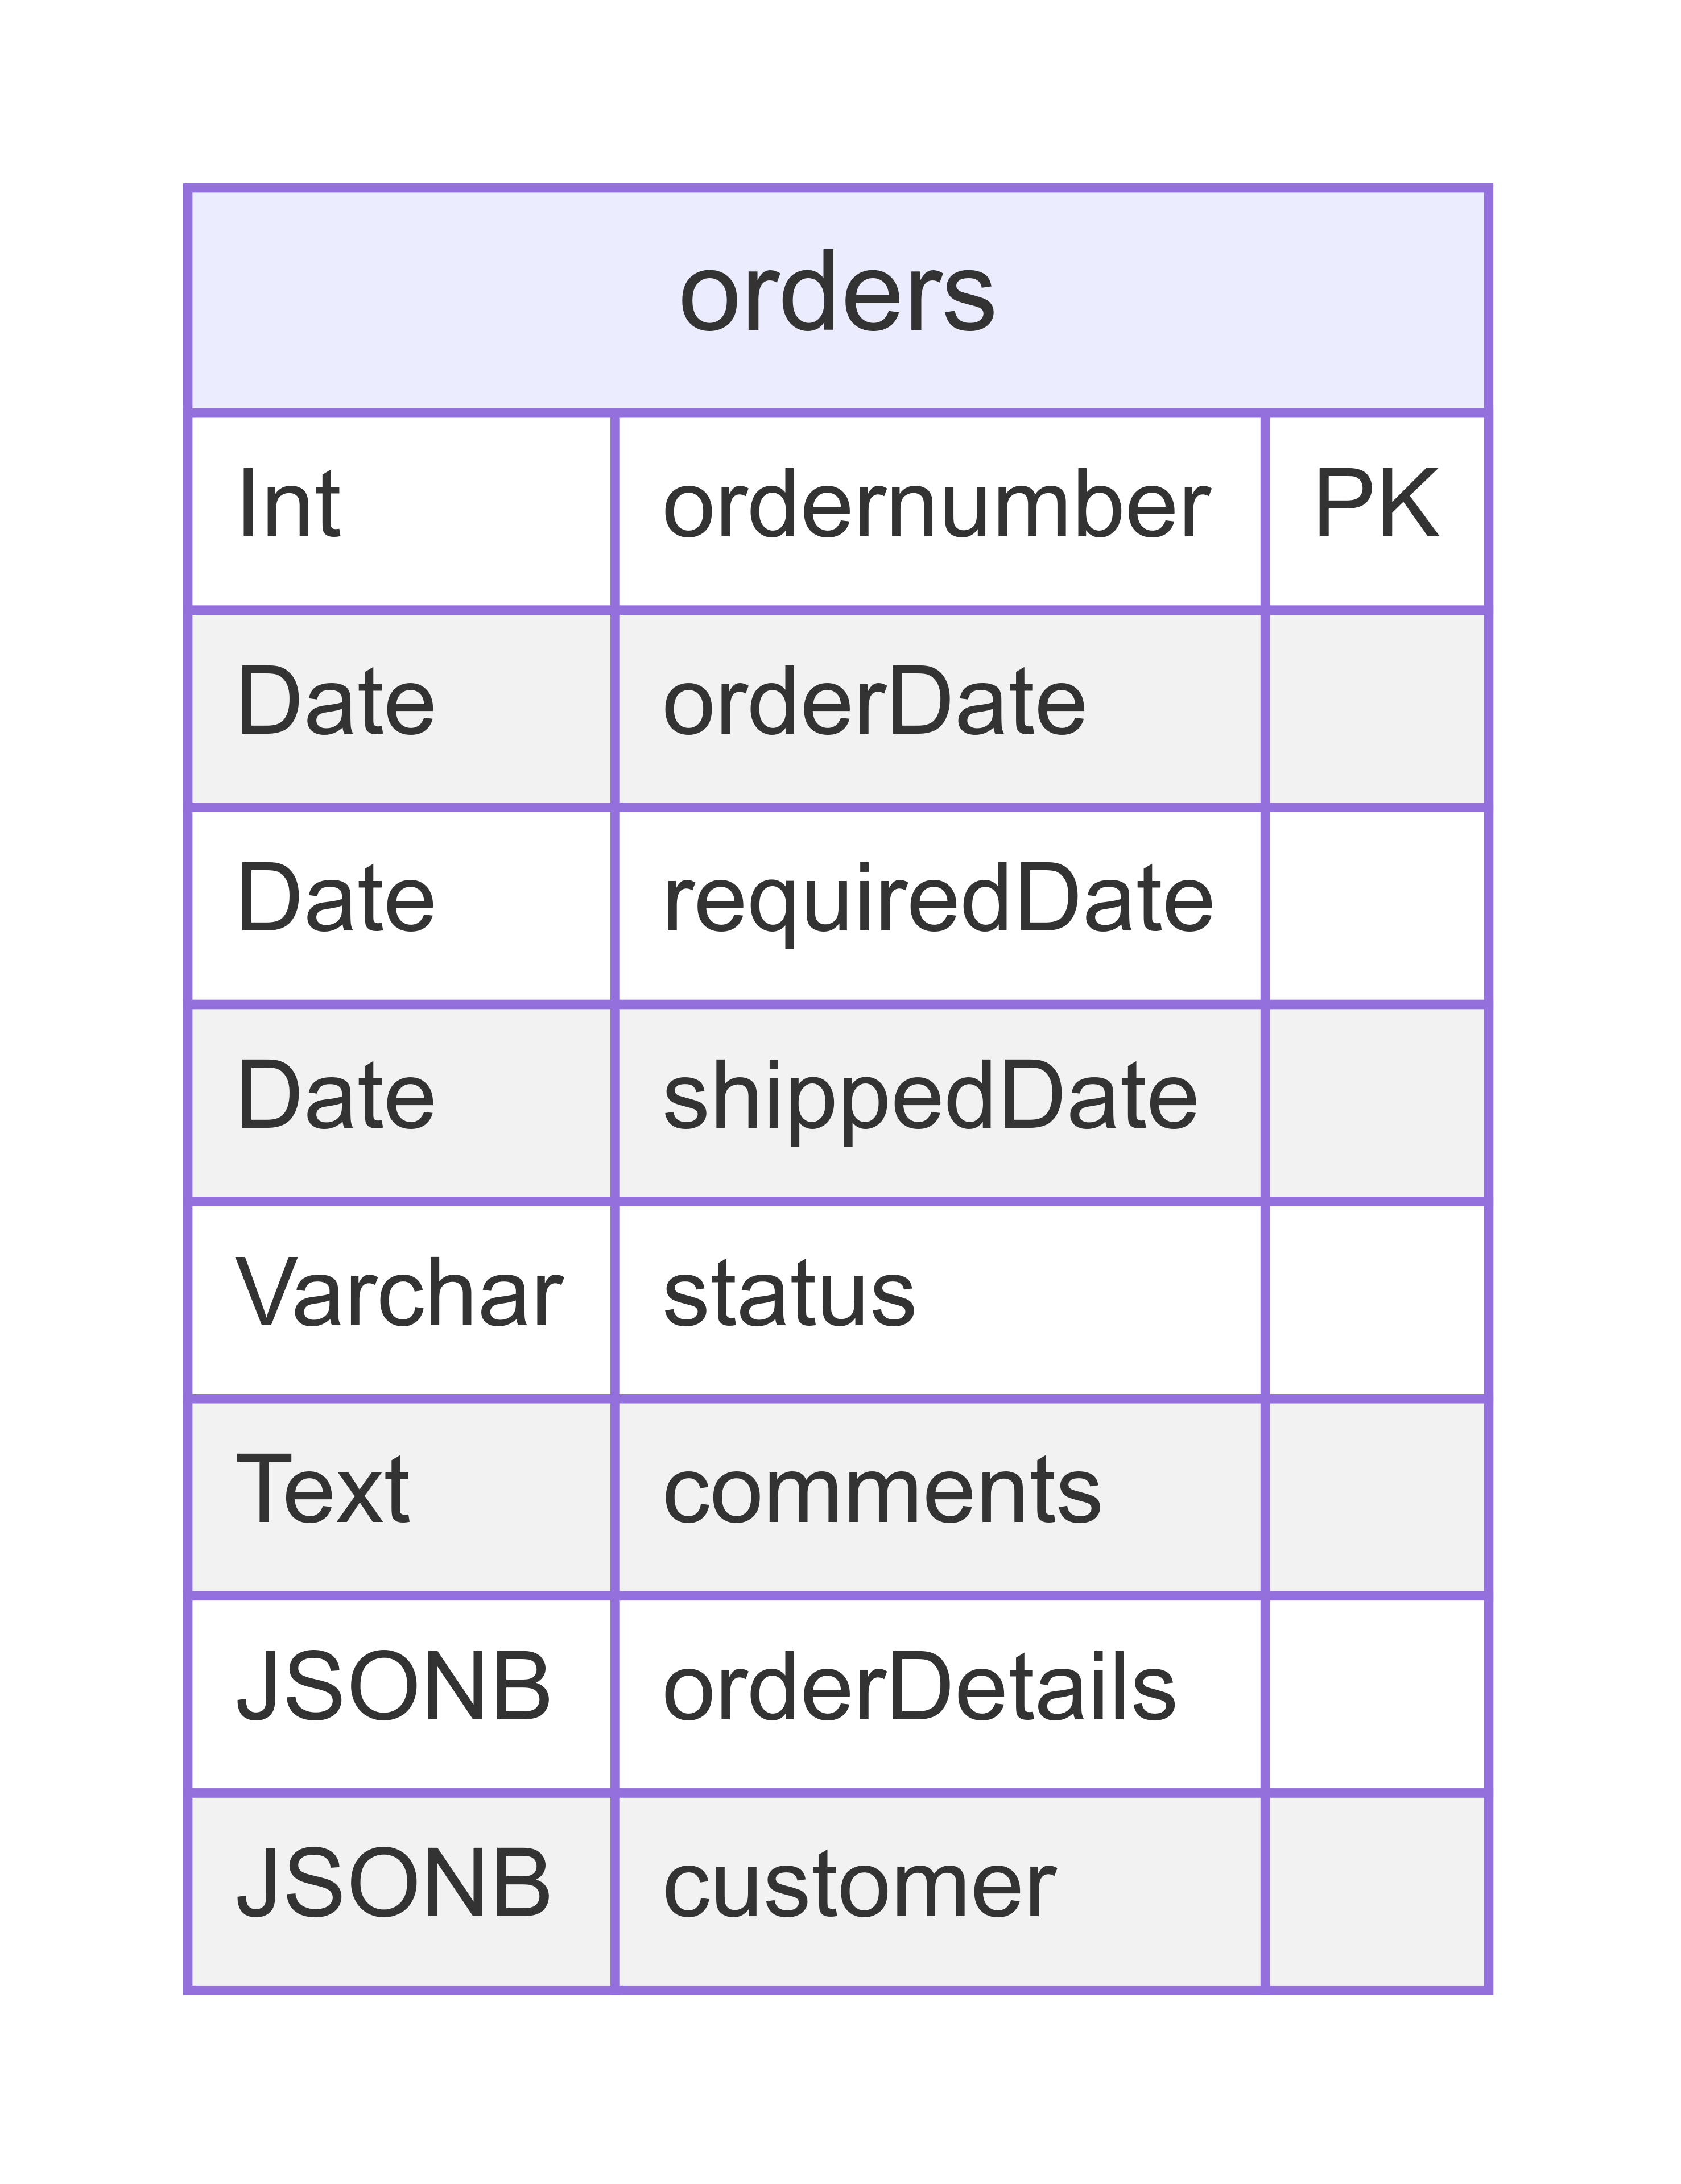 orders
Int ordernumber PK
Date orderDate
Date requiredDate
Date shippedDate
Varchar status
Text comments
JSONB orderDetails
JSONB customer